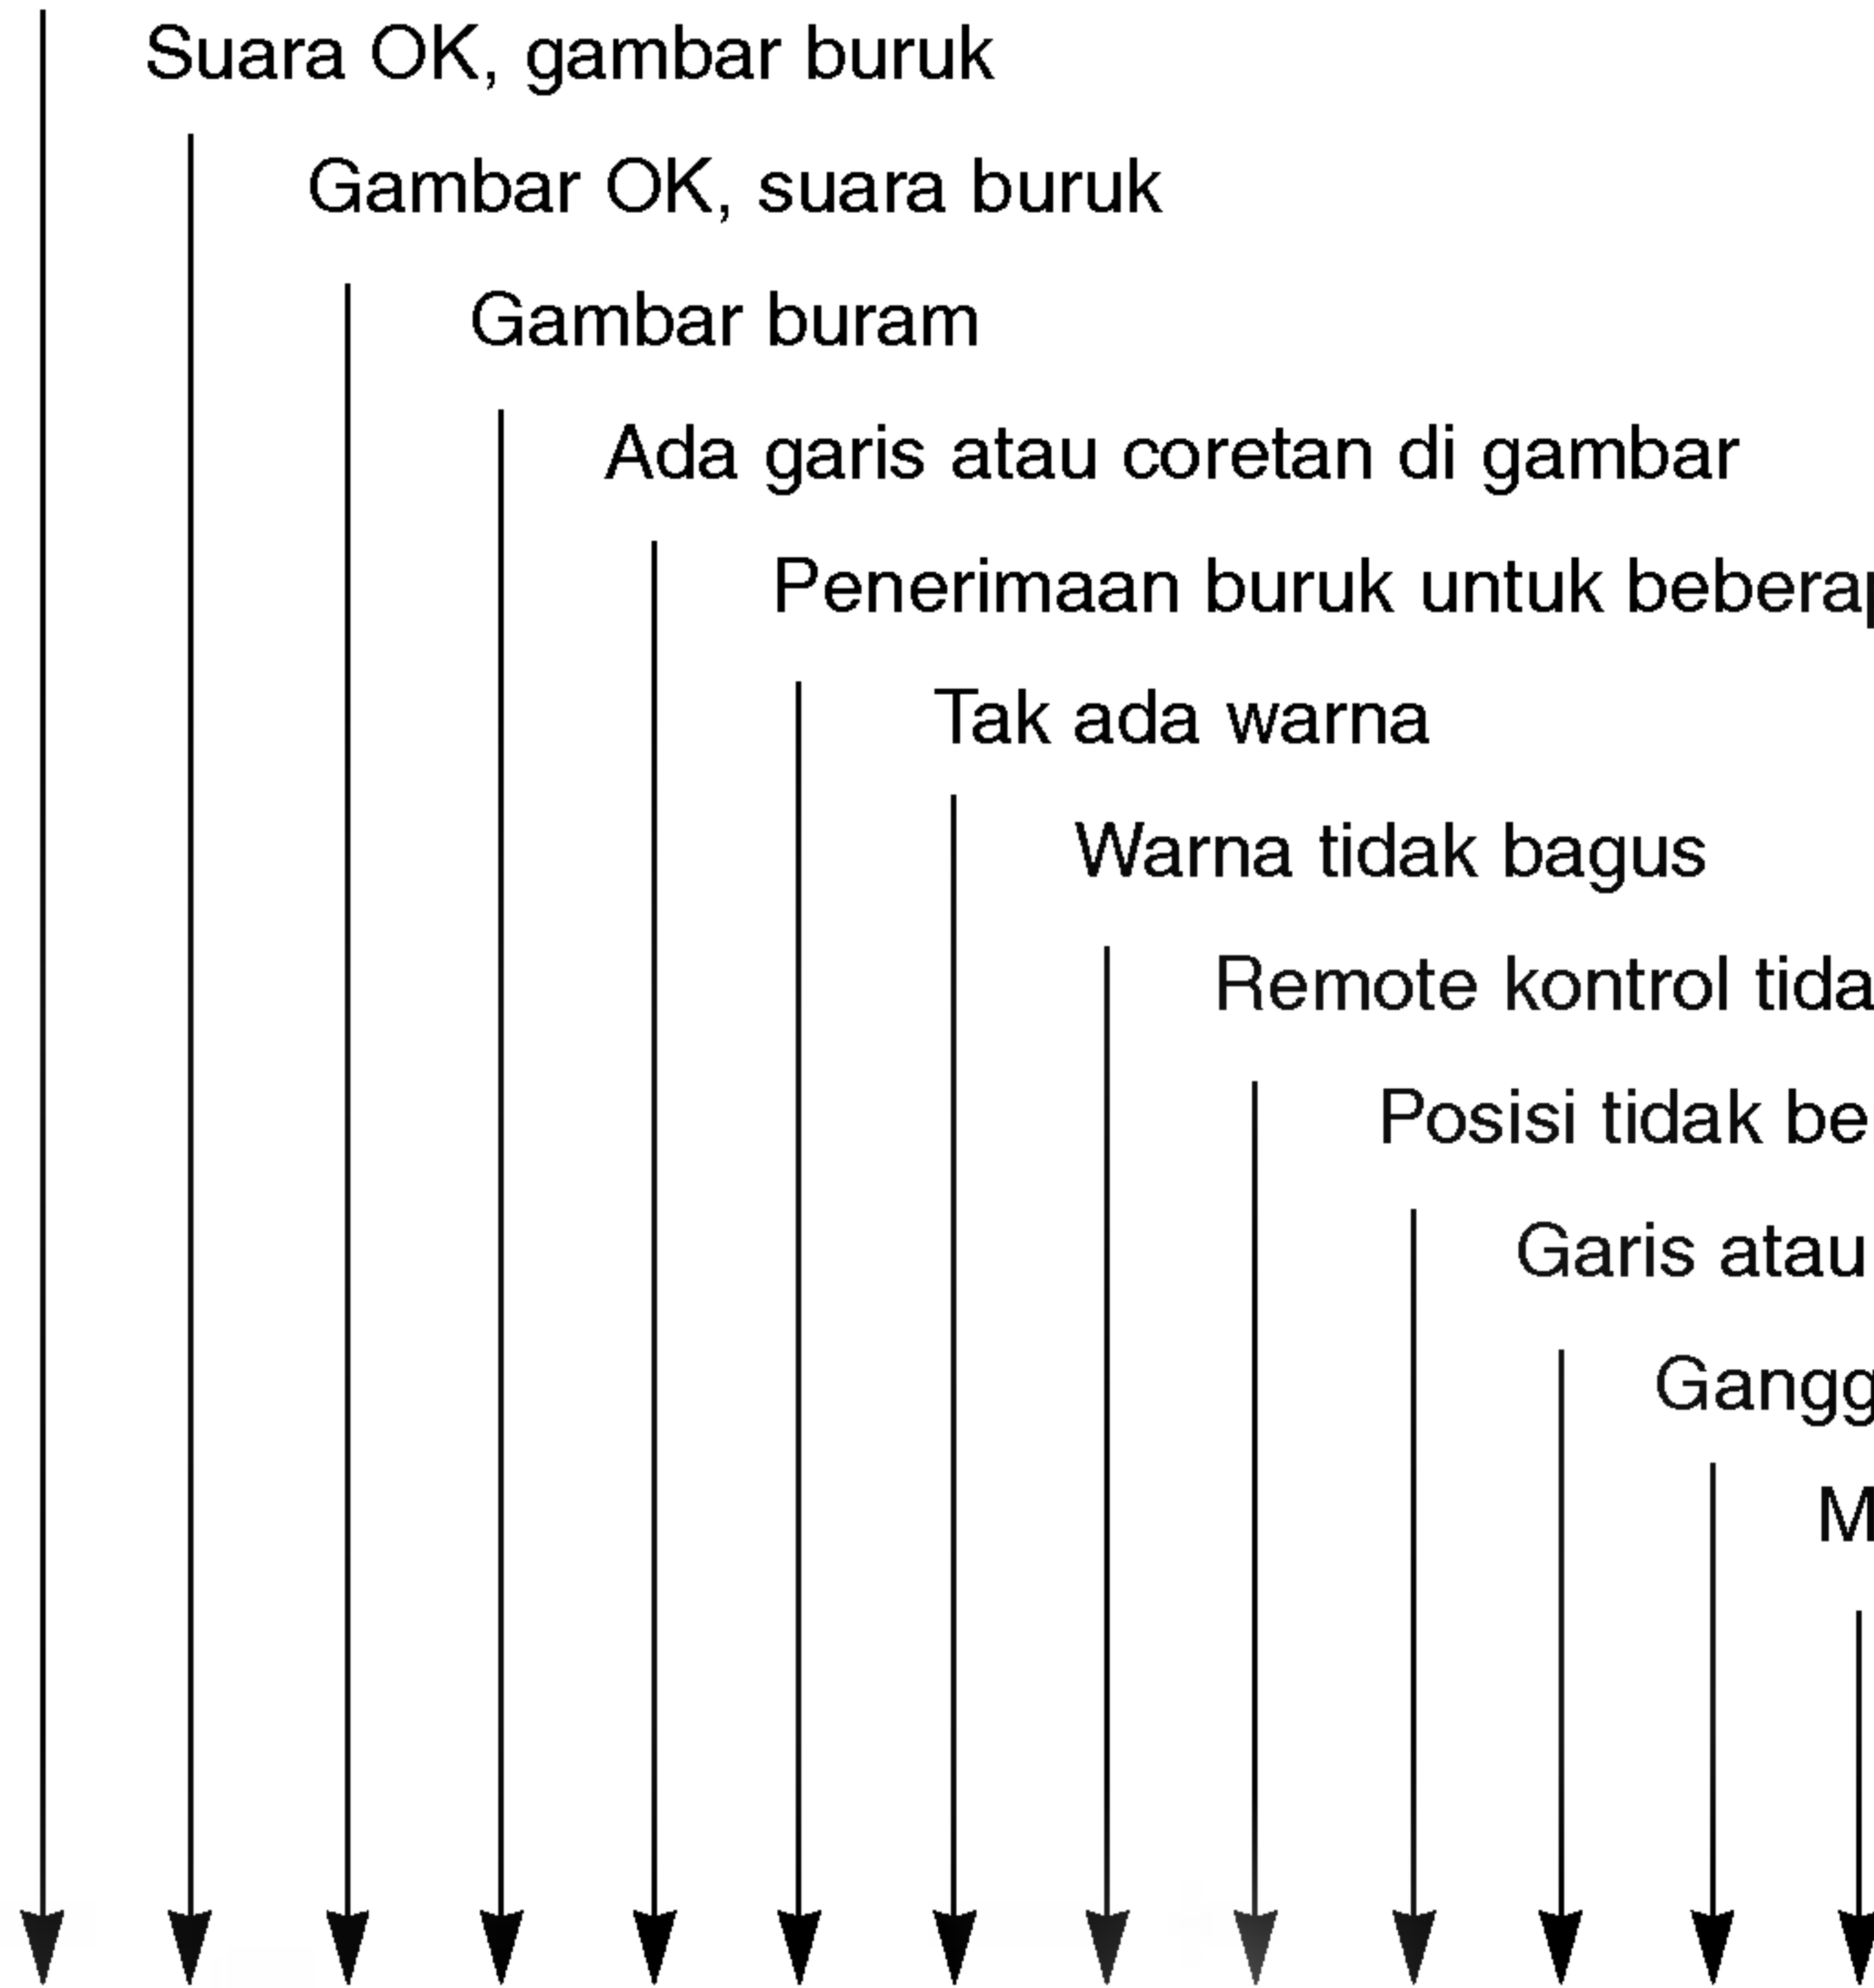 Suara OK, gambar buruk
Gambar OK, suara buruk
Gambar buram
Ada garis atau coretan di gambar
Penerimaan buruk untuk
Tak ada warna
Warna tidak bagus
Remote kontrol
Posisi tidak
Garis atau